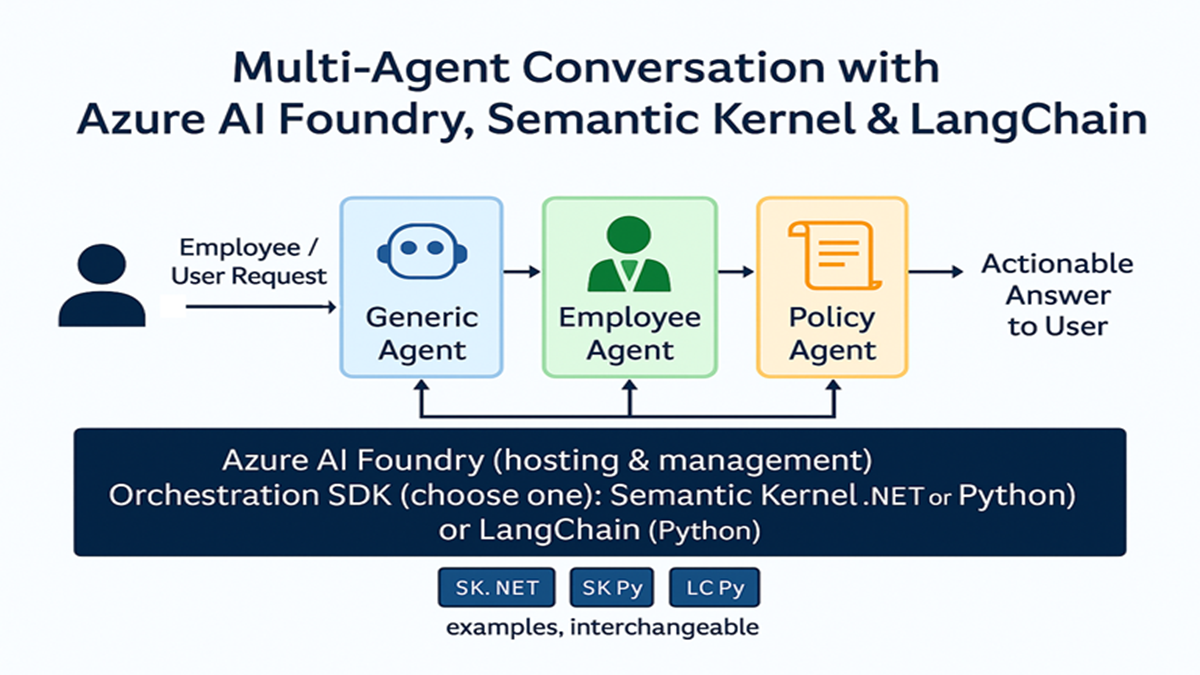 Multi-Agent Conversation with
Azure AI Foundry, Semantic Kernel & LangChain
Employee /
User Request
Generic
Agent
Employee
Agent
Policy
Agent
Actionable
Answer
to User
Azure AI Foundry (hosting & management)
Orchestration SDK (choose one): Semantic Kernel .NET or Python)
or LangChain (Python)
SK. NET
SK Py
LC Py
examples, interchangeable